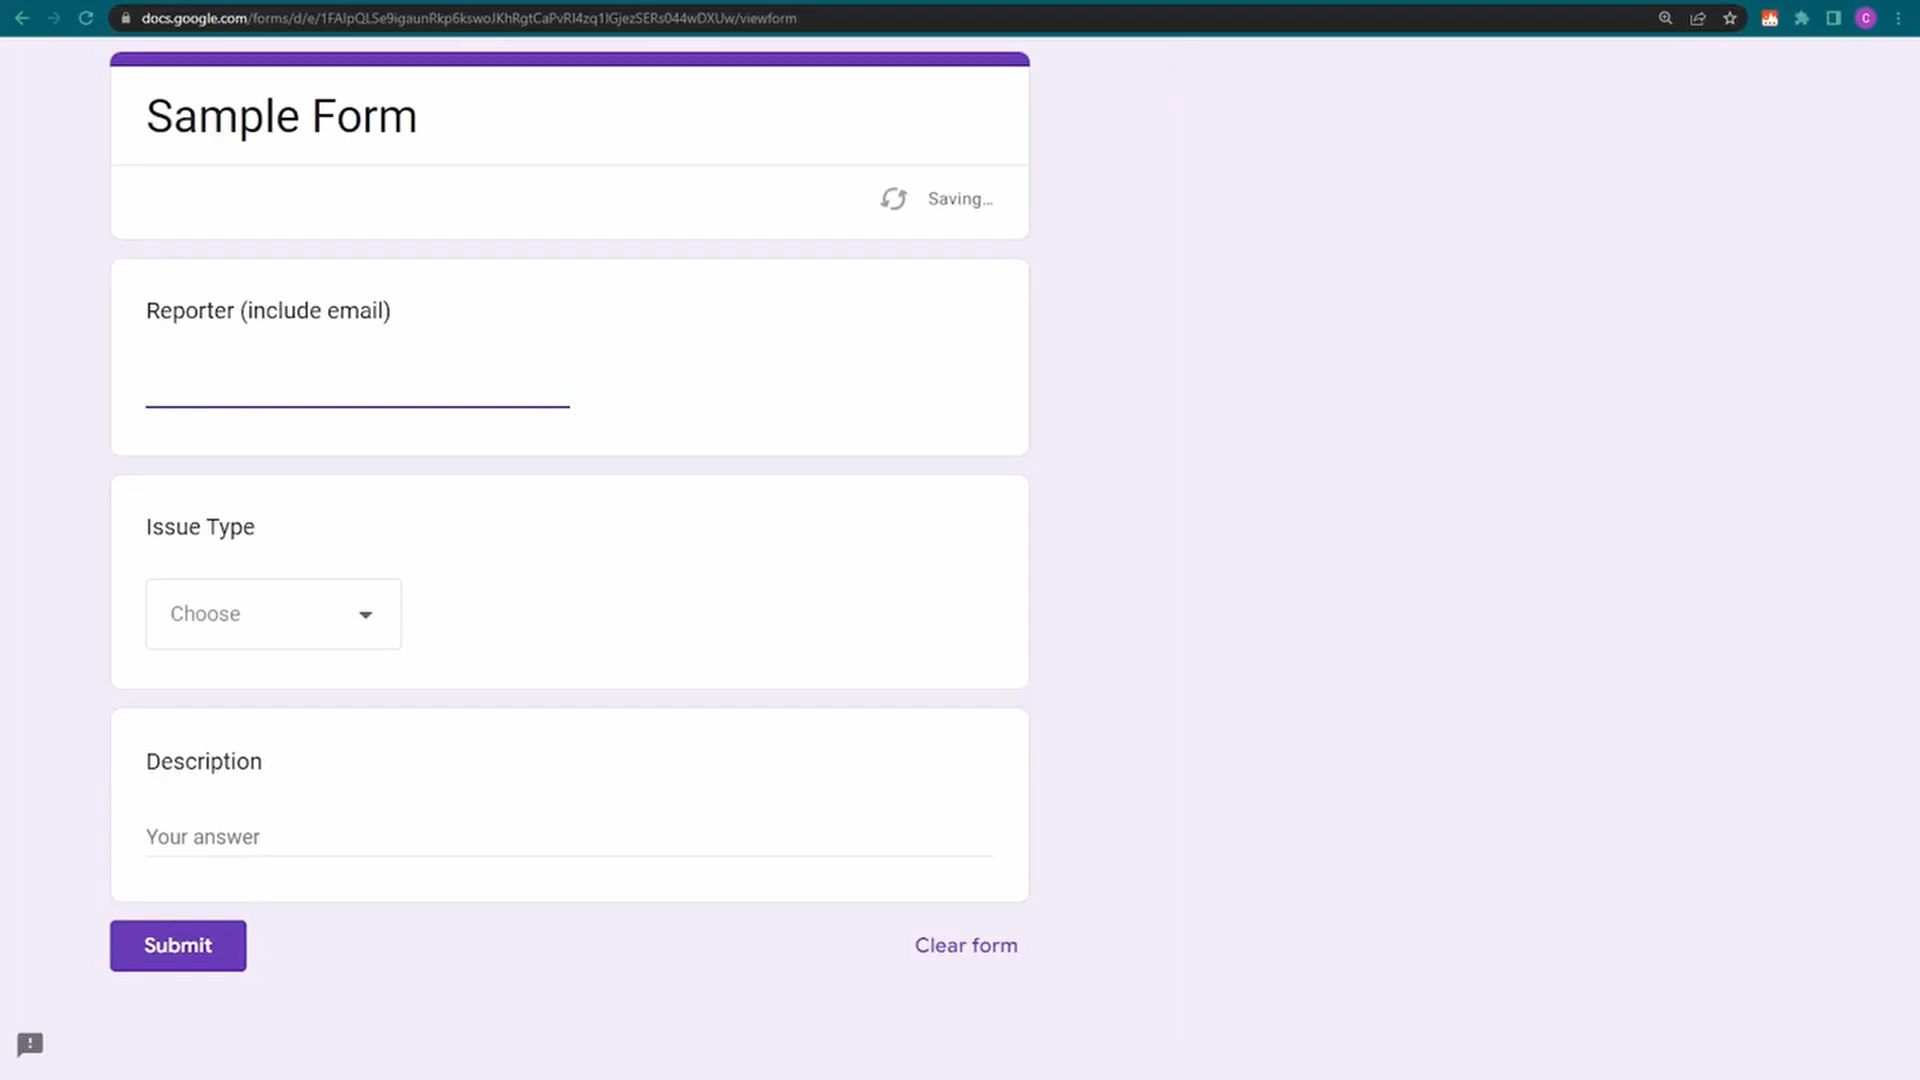 docs.google.com/forms/d/e/1FAIpQLSe9igaunRkp6kswoJKhRgtCaPvRI4zq1IGjezSERs044wDXUw/viewform
C
Sample Form
Saving...
Reporter (include email)
Issue Type
Choose
Description
Your answer
Submit
Clear form